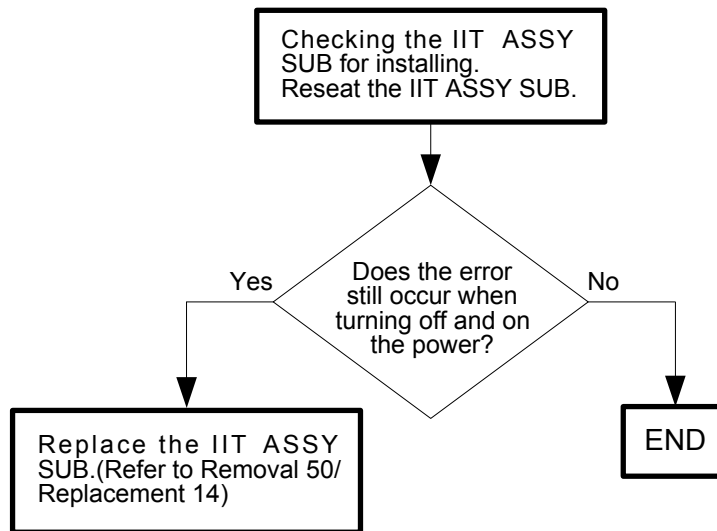 Checking the IIT ASSY
SUB for installing.
Reseat the IIT ASSY SUB.
Yes
Does the error
still occur when
turning off and on
the power?
No
Replace the IIT ASSY
SUB.(Refer to Removal 50/
Replacement 14)
END